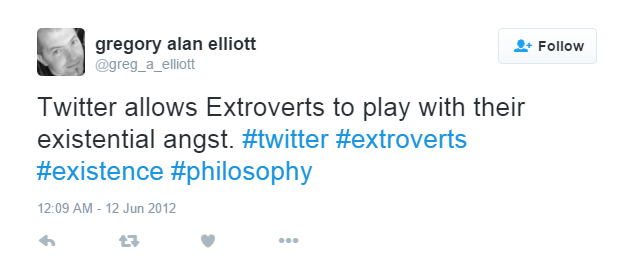 gregory alan elliott
@greg_a_elliott
Follow
Twitter allows Extroverts to play with their
existential angst. #twitter #extroverts
#existence #philosophy
12:09 AM - 12 Jun 2012